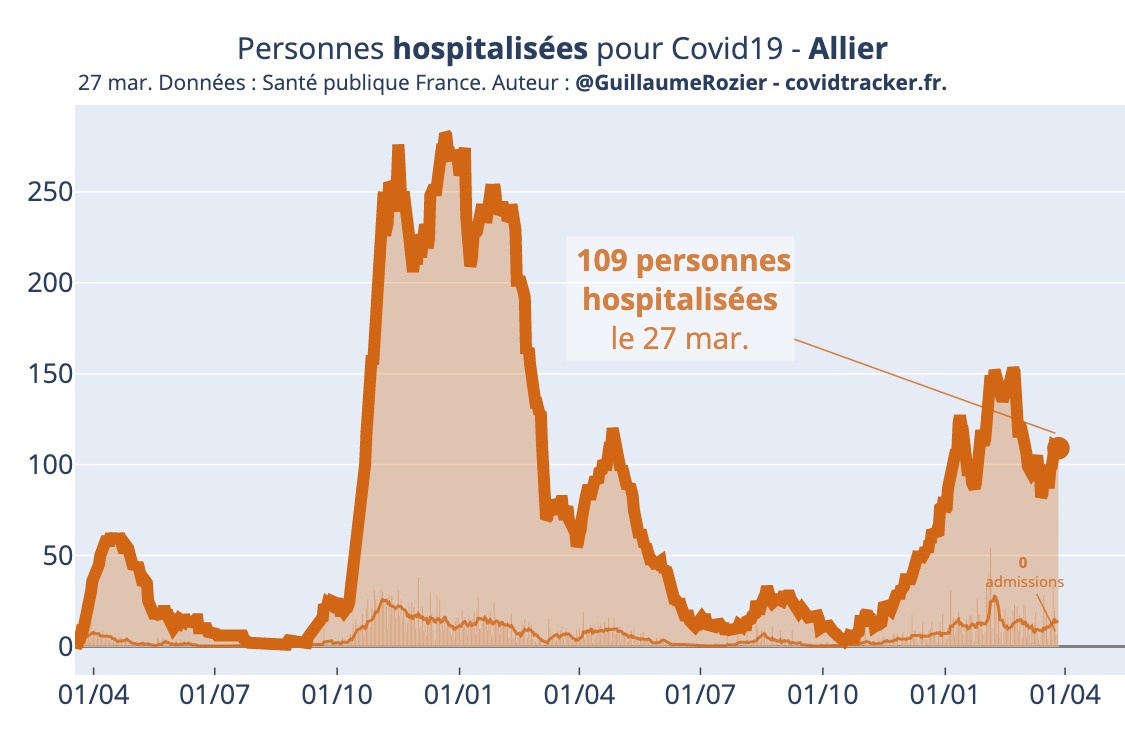 Personnes hospitalisées pour Covid19 - Allier
27 mar. Données : Santé publique France. Auteur : @GuillaumeRozier - covidtracker.fr.
250
200
150
100
50
0
109 personnes
hospitalisées
le 27 mar.
0
admissions
01/04 01/07 01/10 01/01 01/04 01/07 01/10 01/01 01/04